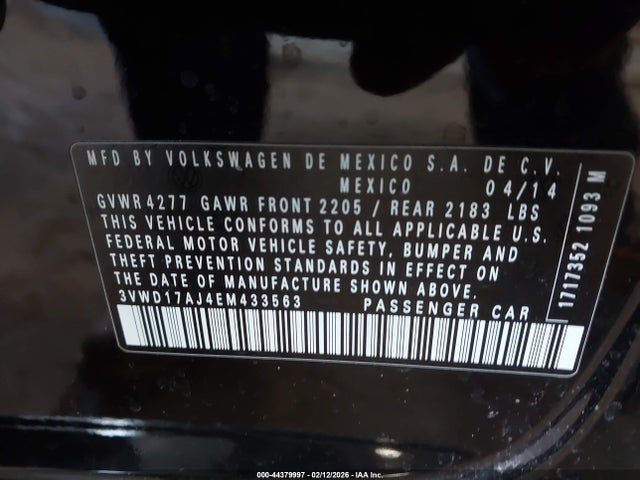 MFD BY VOLKSWAGEN DE MEXICO S.A. DE C.V.
MEXICO 04/14
GVWR 4277 GAWR FRONT 2205 / REAR 2183 LBS
THIS VEHICLE CONFORMS TO ALL APPLICABLE U.S.
FEDERAL MOTOR VEHICLE SAFETY, BUMPER AND
THEFT PREVENTION STANDARDS IN EFFECT ON
THE DATE OF MANUFACTURE SHOWN ABOVE.
3VWD17AJ4EM433563 PASSENGER CAR
1717352 1093 M
000-44379997 - 02/12/2026 - IAA Inc.